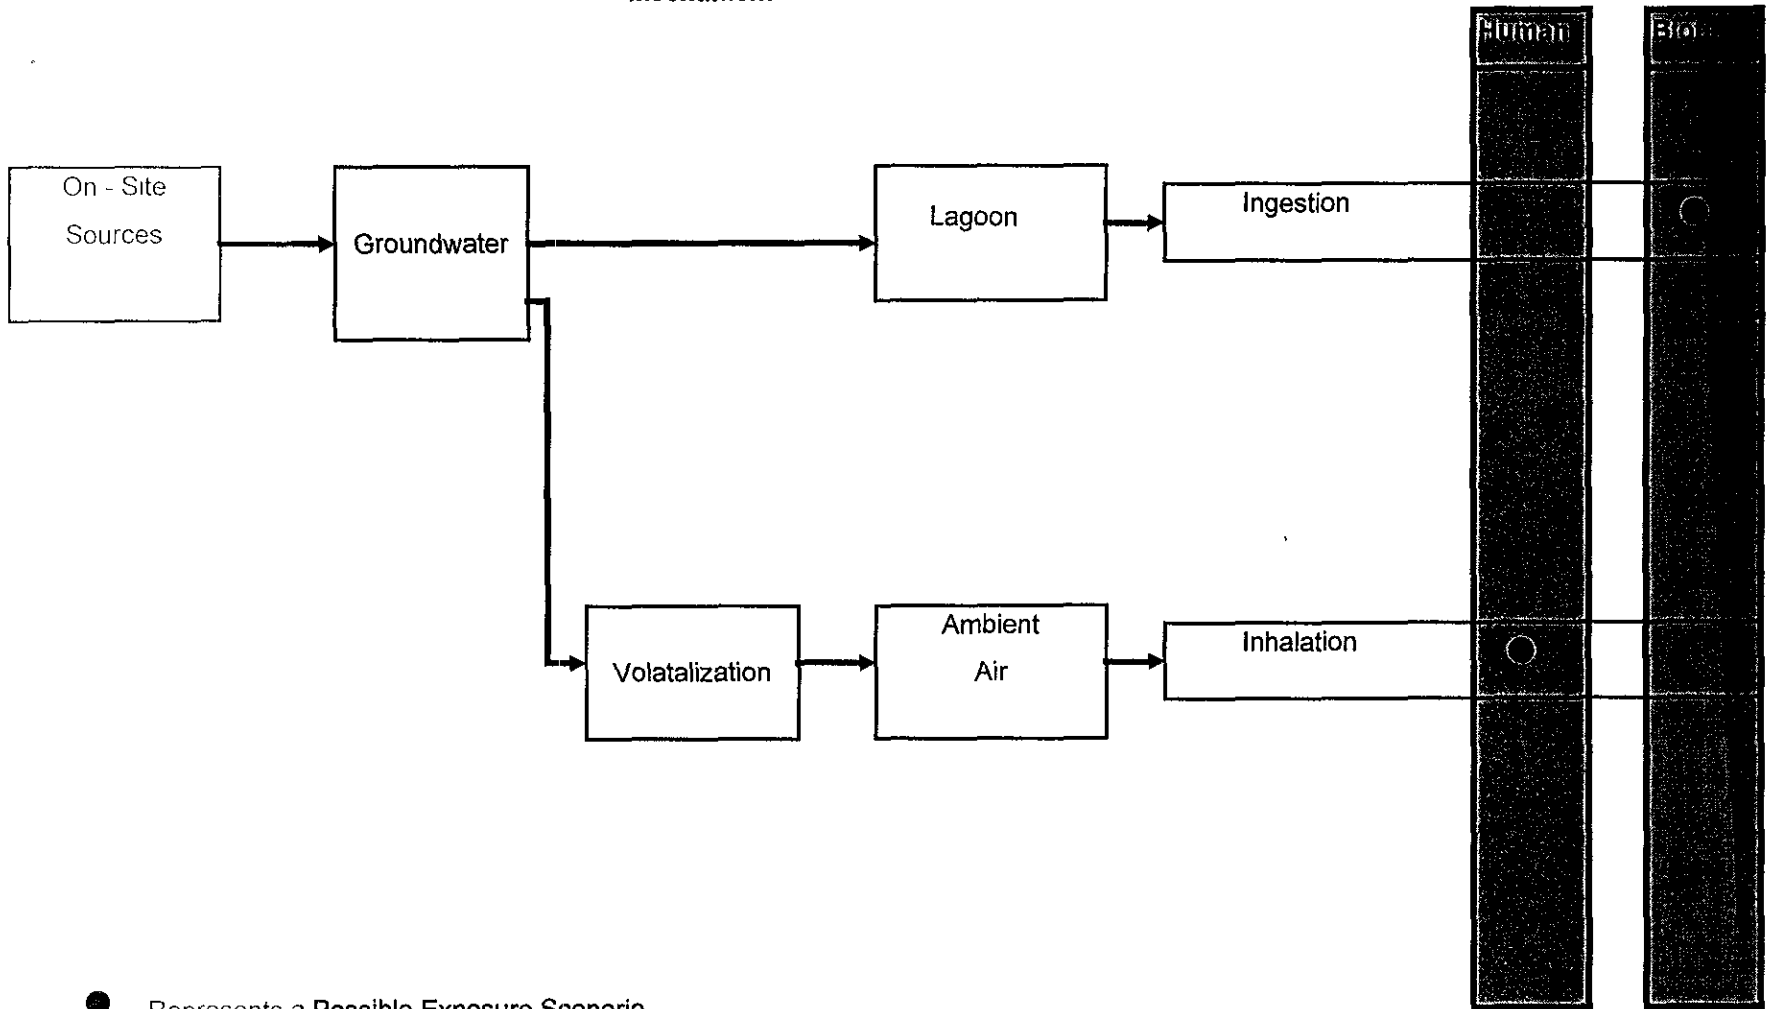 Human
On - Site
Sources
Groundwater
Lagoon
Ingestion
Volatalization
Ambient
Air
Inhalation
Represents a Possible Exposure Scenario